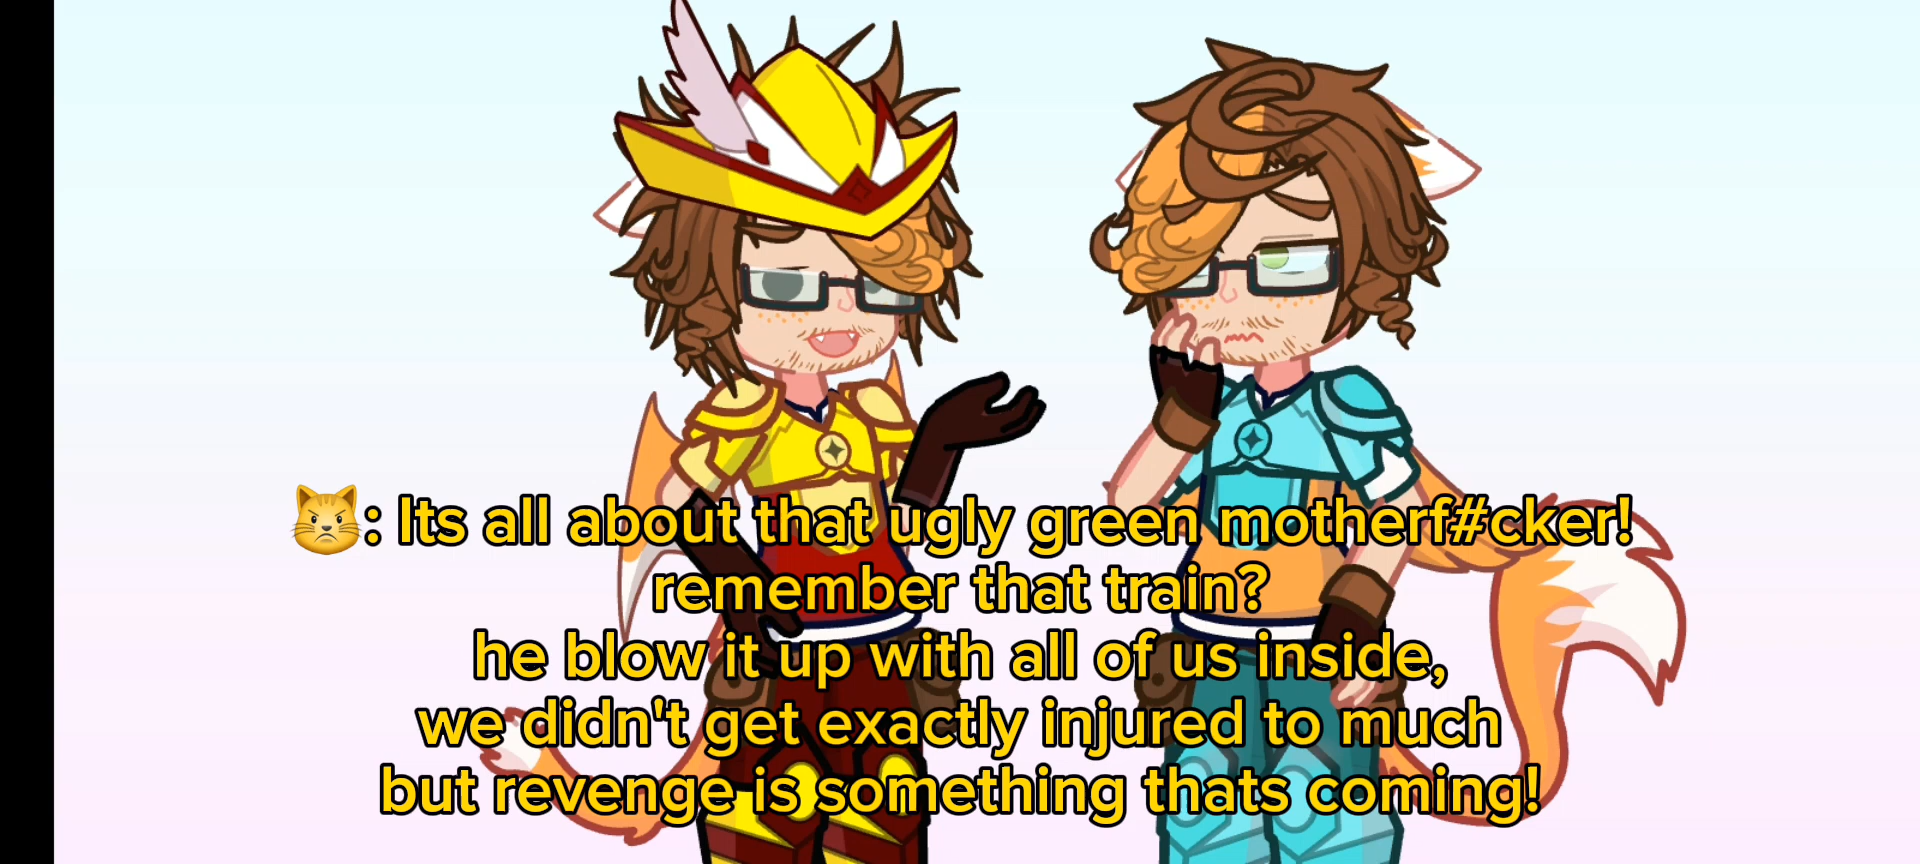 😾: Its all about that ugly green motherf#cker!
remember that train?
he blow it up with all of us inside,
we didn't get exactly injured to much
but revenge is something thats coming!